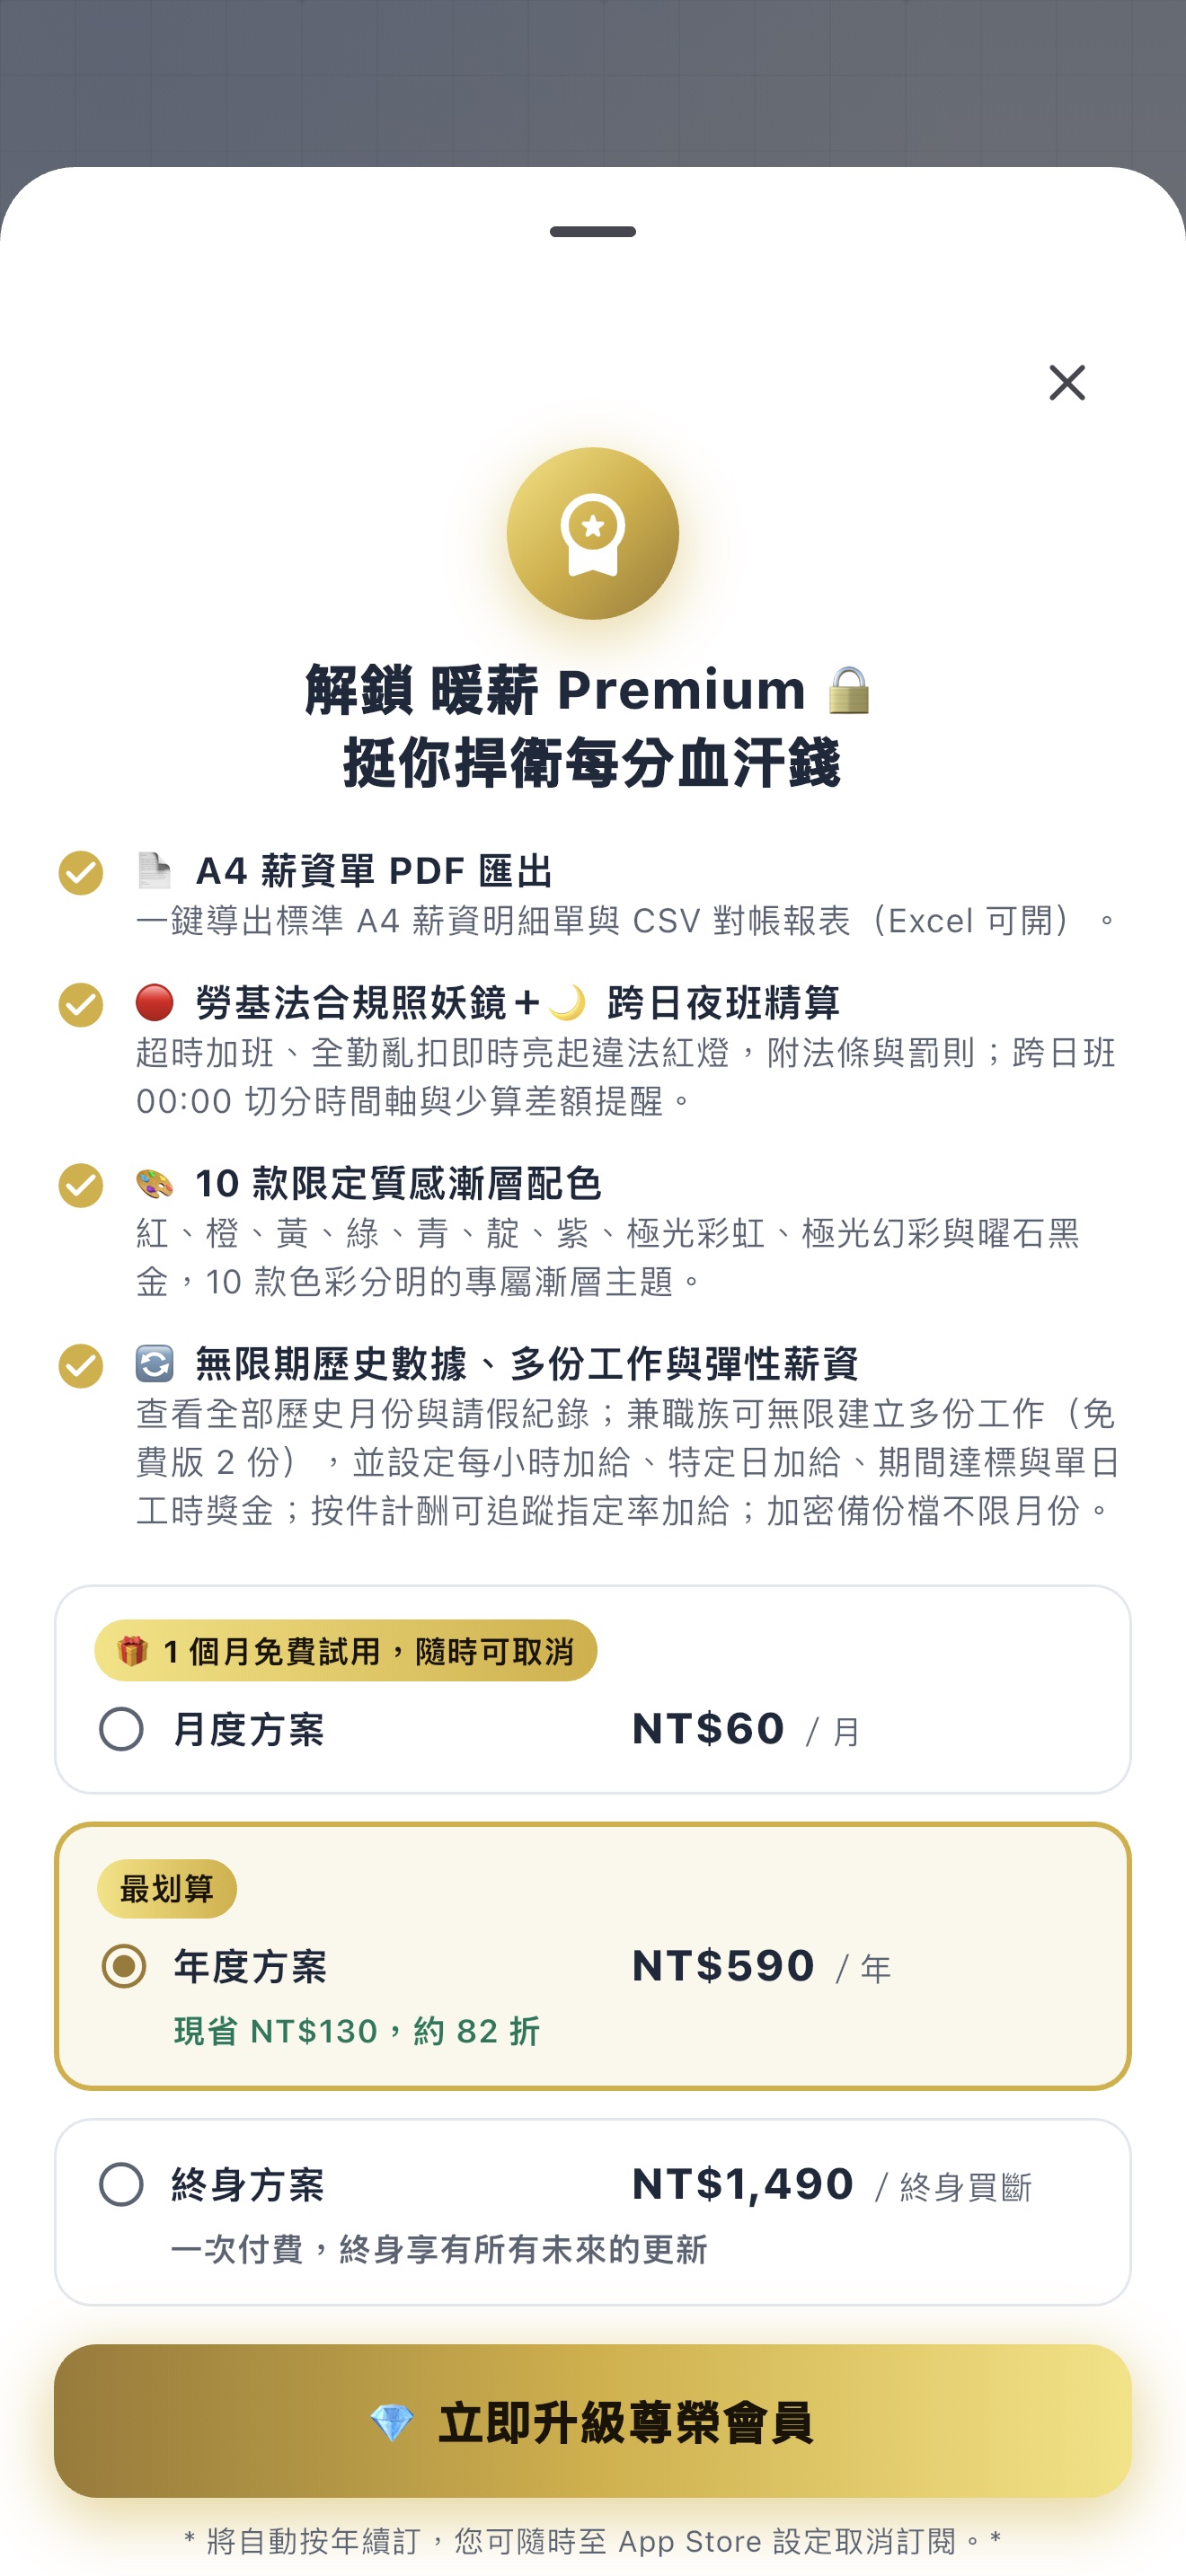 解鎖 暖薪 Premium 🔒
挺你捍衛每分血汗錢
📄 A4 薪資單 PDF 匯出
一鍵導出標準 A4 薪資明細單與 CSV 對帳報表（Excel 可開）。
🔴 勞基法合規照妖鏡＋🌙 跨日夜班精算
超時加班、全勤亂扣即時亮起違法紅燈，附法條與罰則；跨日班
00:00 切分時間軸與少算差額提醒。
🎨 10 款限定質感漸層配色
紅、橙、黃、綠、青、靛、紫、極光彩虹、極光幻彩與曜石黑
金，10 款色彩分明的專屬漸層主題。
🔄 無限期歷史數據、多份工作與彈性薪資
查看全部歷史月份與請假紀錄；兼職族可無限建立多份工作（免
費版 2 份），並設定每小時加給、特定日加給、期間達標與單日
工時獎金；按件計酬可追蹤指定率加給；加密備份檔不限月份。
🎁 1 個月免費試用，隨時可取消
月度方案 NT$60 / 月
最划算
年度方案 NT$590 / 年
現省 NT$130，約 82 折
終身方案 NT$1,490 / 終身買斷
一次付費，終身享有所有未來的更新
💎 立即升級尊榮會員
* 將自動按年續訂，您可隨時至 App Store 設定取消訂閱。*